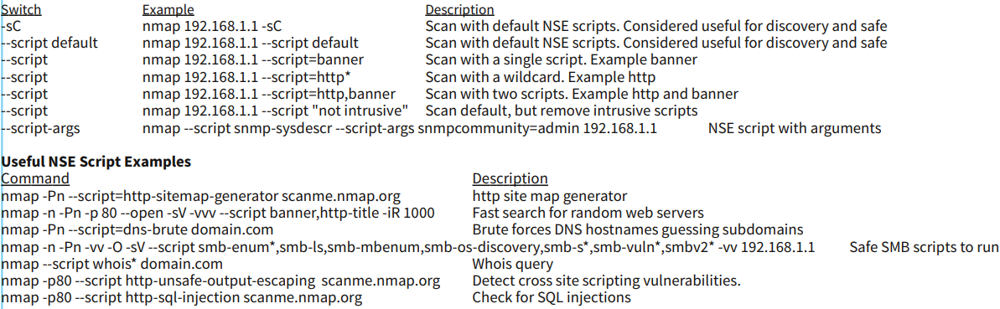 Switch Example Description
-sC nmap 192.168.1.1 -sC Scan with default NSE scripts. Considered useful for discovery and safe
--script default nmap 192.168.1.1 --script default Scan with default NSE scripts. Considered useful for discovery and safe
--script nmap 192.168.1.1 --script=banner Scan with a single script. Example banner
--script nmap 192.168.1.1 --script=http* Scan with a wildcard. Example http
--script nmap 192.168.1.1 --script=http,banner Scan with two scripts. Example http and banner
--script nmap 192.168.1.1 --script "not intrusive" Scan default, but remove intrusive scripts
--script-args nmap --script snmp-sysdescr --script-args snmpcommunity=admin 192.168.1.1 NSE script with arguments
Useful NSE Script Examples
Command Description
nmap -Pn --script=http-sitemap-generator scanme.nmap.org http site map generator
nmap -n -Pn -p 80 --open -sV -vvv --script banner,http-title -iR 1000 Fast search for random web servers
nmap -Pn --script=dns-brute domain.com Brute forces DNS hostnames guessing subdomains
nmap -n -Pn -vv -O -sV --script smb-enum*,smb-ls,smb-mbenum,smb-os-discovery,smb-s*,smb-vuln*,smbv2* -vv 192.168.1.1 Safe SMB scripts to run
nmap --script whois* domain.com Whois query
nmap -p80 --script http-unsafe-output-escaping scanme.nmap.org Detect cross site scripting vulnerabilities.
nmap -p80 --script http-sql-injection scanme.nmap.org Check for SQL injections